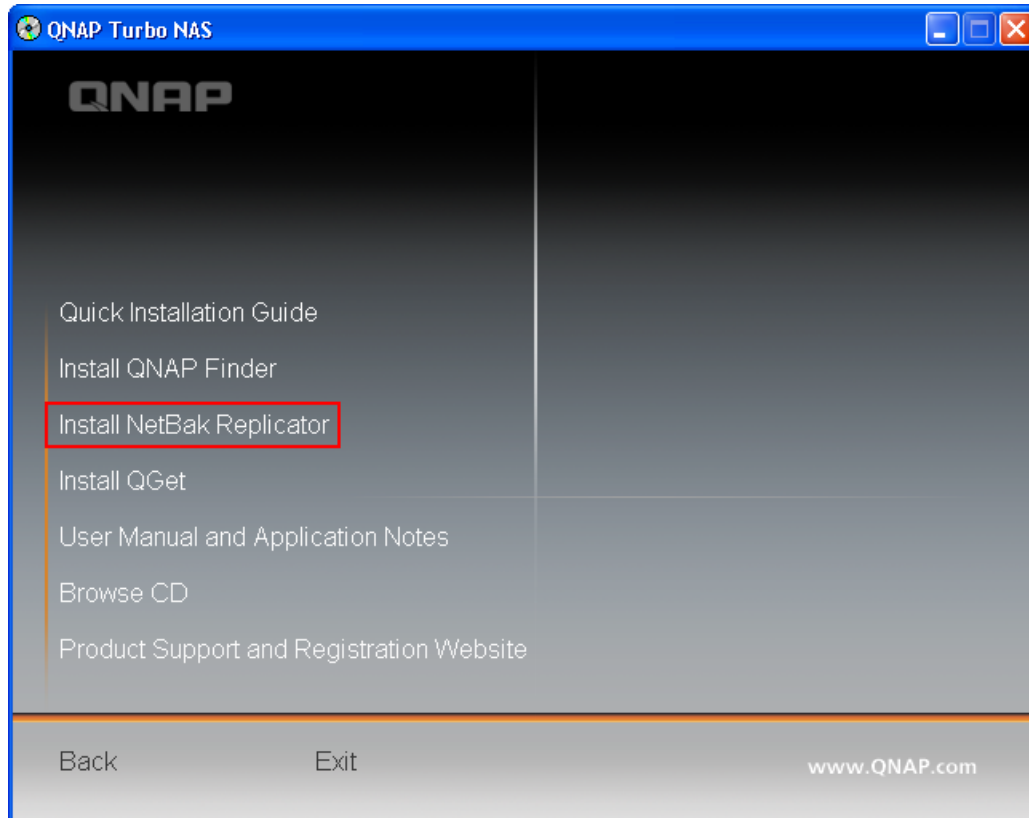 QNAP Turbo NAS
QNAP
Quick Installation Guide
Install QNAP Finder
Install NetBak Replicator
Install QGet
User Manual and Application Notes
Browse CD
Product Support and Registration Website
Back Exit www.QNAP.com